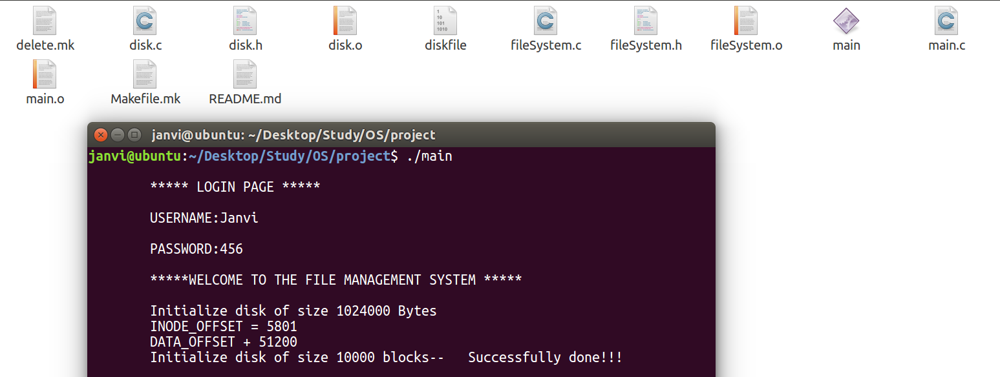 delete.mk disk.c disk.h disk.o diskfile fileSystem.c fileSystem.h fileSystem.o main main.c
main.o Makefile.mk README.md
janvi@ubuntu: ~/Desktop/Study/OS/project
janvi@ubuntu:~/Desktop/Study/OS/project$ ./main
***** LOGIN PAGE *****
USERNAME:Janvi
PASSWORD:456
*****WELCOME TO THE FILE MANAGEMENT SYSTEM *****
Initialize disk of size 1024000 Bytes
INODE_OFFSET = 5801
DATA_OFFSET + 51200
Initialize disk of size 10000 blocks-- Successfully done!!!